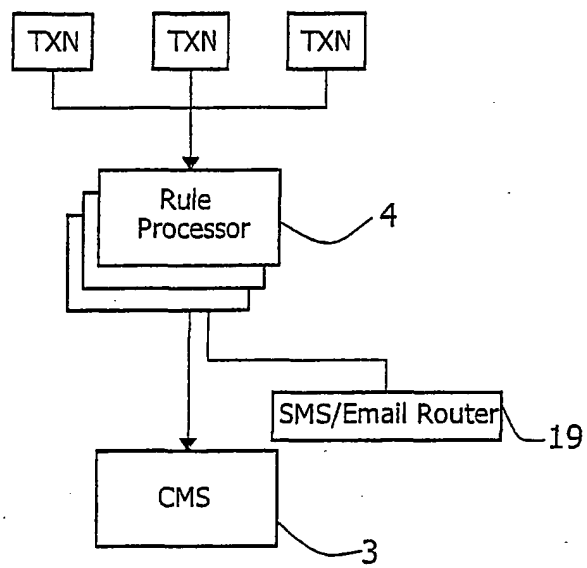 TXN TXN TXN
Rule
Processor
4
SMS/Email Router
19
CMS
3